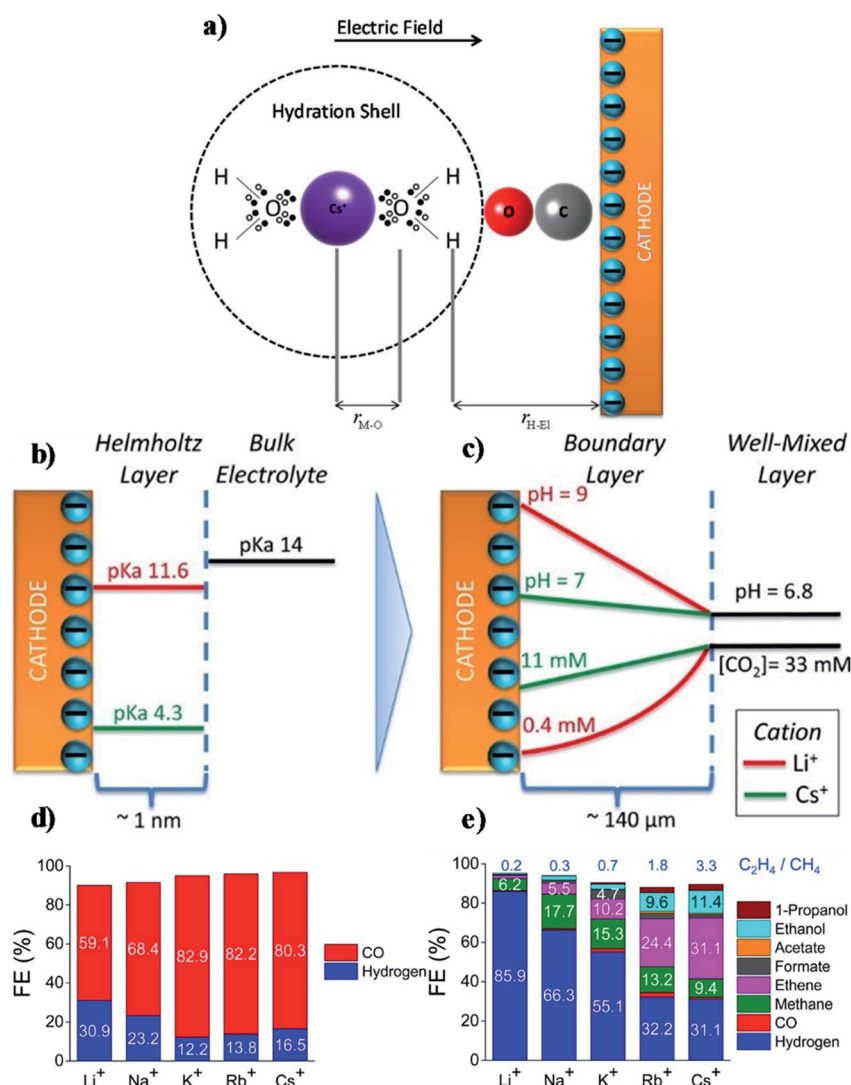 a)
Electric Field
Hydration Shell
H H
O Cs⁺ O O C
H H
CATHODE
r_M-O
r_H-El
b)
Helmholtz Layer
Bulk Electrolyte
CATHODE
pKa 14
pKa 11.6
pKa 4.3
~ 1 nm
c)
Boundary Layer
Well-Mixed Layer
CATHODE
pH = 9
pH = 7
pH = 6.8
11 mM
[CO₂]= 33 mM
0.4 mM
Cation
Li⁺
Cs⁺
~ 140 μm
d)
FE (%)
100
80
60
40
20
0
59.1 68.4 82.9 82.2 80.3
30.9 23.2 12.2 13.8 16.5
Li⁺ Na⁺ K⁺ Rb⁺ Cs⁺
CO
Hydrogen
e)
0.2 0.3 0.7 1.8 3.3 C₂H₄ / CH₄
FE (%)
100
80
60
40
20
0
6.2
85.9
5.5
17.7
66.3
4.7
10.2
15.3
55.1
9.6
24.4
13.2
32.2
11.4
31.1
9.4
31.1
Li⁺ Na⁺ K⁺ Rb⁺ Cs⁺
1-Propanol
Ethanol
Acetate
Formate
Ethene
Methane
CO
Hydrogen